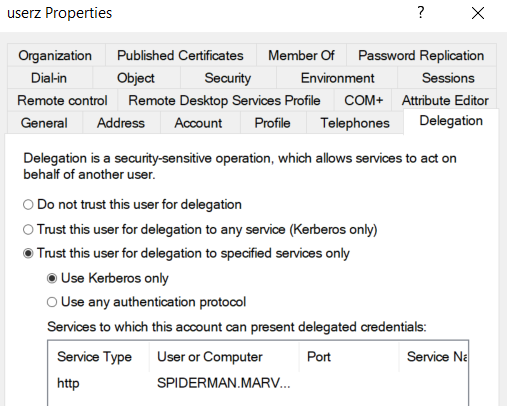 userz Properties ? ×
Organization Published Certificates Member Of Password Replication
Dial-in Object Security Environment Sessions
Remote control Remote Desktop Services Profile COM+ Attribute Editor
General Address Account Profile Telephones Delegation
Delegation is a security-sensitive operation, which allows services to act on
behalf of another user.
Do not trust this user for delegation
Trust this user for delegation to any service (Kerberos only)
Trust this user for delegation to specified services only
Use Kerberos only
Use any authentication protocol
Services to which this account can present delegated credentials:
Service Type User or Computer Port Service Na
http SPIDERMAN.MARV...